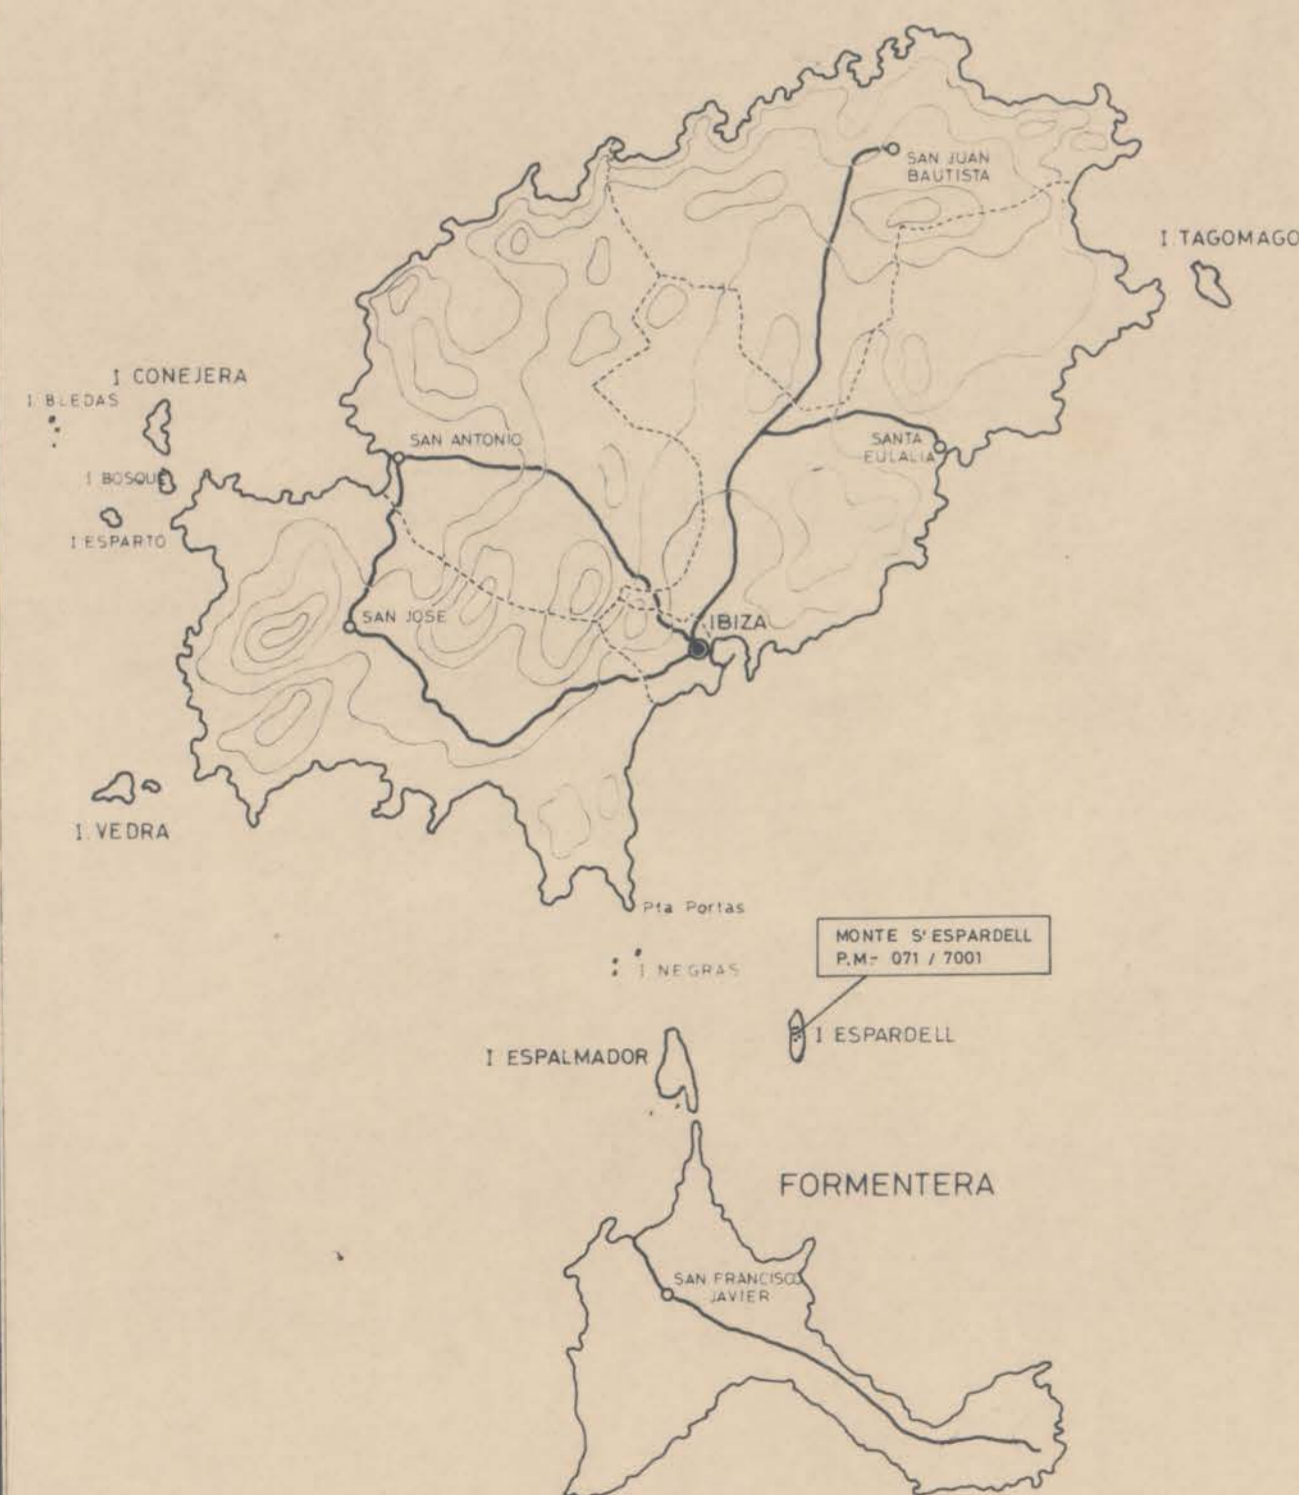 SAN JUAN
BAUTISTA
I TAGOMAGO
I CONEJERA
I BLEDAS
SAN ANTONIO
SANTA
EULALIA
I BOSQUE
I ESPARTO
SAN JOSE
IBIZA
I. VEDRA
Pta Portas
MONTE S' ESPARDELL
P.M.- 071 / 7001
I NEGRAS
I ESPARDELL
I ESPALMADOR
FORMENTERA
SAN FRANCISCO
JAVIER